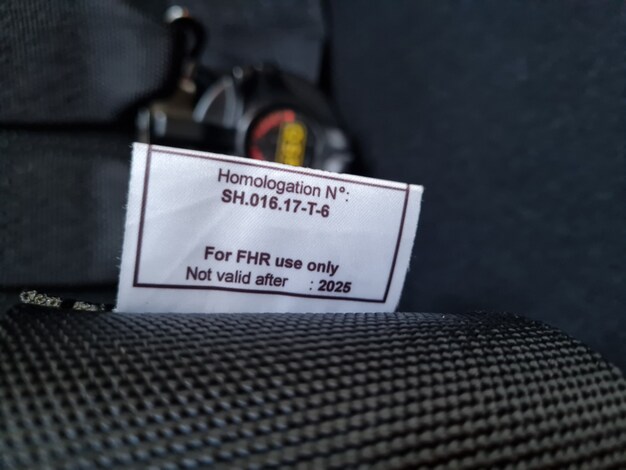 Homologation N°:
SH.016.17-T-6
For FHR use only
Not valid after : 2025